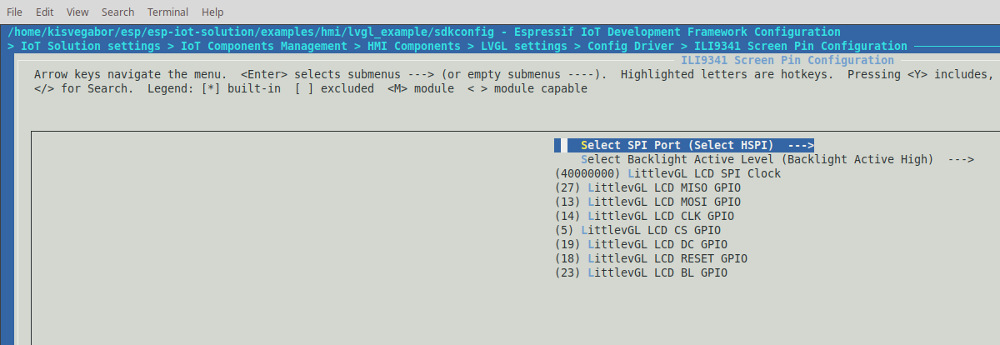 File Edit View Search Terminal Help
/home/kisvegabor/esp/esp-iot-solution/examples/hmi/lvgl_example/sdkconfig - Espressif IoT Development Framework Configuration
> IoT Solution settings > IoT Components Management > HMI Components > LVGL settings > Config Driver > ILI9341 Screen Pin Configuration
ILI9341 Screen Pin Configuration
Arrow keys navigate the menu. <Enter> selects submenus ---> (or empty submenus ----). Highlighted letters are hotkeys. Pressing <Y> includes,
</> for Search. Legend: [*] built-in [ ] excluded <M> module < > module capable
Select SPI Port (Select HSPI) --->
Select Backlight Active Level (Backlight Active High) --->
(40000000) LittlevGL LCD SPI Clock
(27) LittlevGL LCD MISO GPIO
(13) LittlevGL LCD MOSI GPIO
(14) LittlevGL LCD CLK GPIO
(5) LittlevGL LCD CS GPIO
(19) LittlevGL LCD DC GPIO
(18) LittlevGL LCD RESET GPIO
(23) LittlevGL LCD BL GPIO